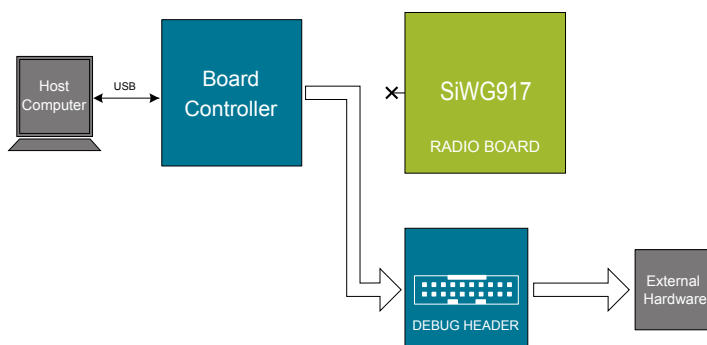 Host
Computer
USB
Board
Controller
SiWG917
RADIO BOARD
DEBUG HEADER
External
Hardware